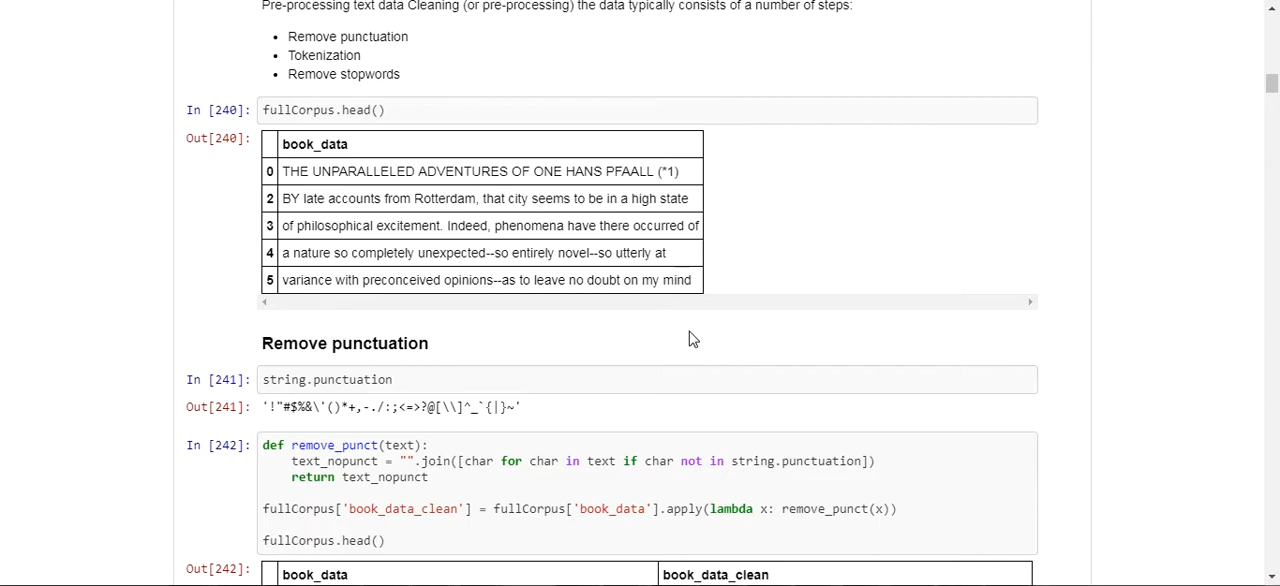 Pre-processing text data Cleaning (or pre-processing) the data typically consists of a number of steps:
• Remove punctuation
• Tokenization
• Remove stopwords
In [240]: fullCorpus.head()
Out[240]:
book_data
0 THE UNPARALLELED ADVENTURES OF ONE HANS PFAALL (*1)
2 BY late accounts from Rotterdam, that city seems to be in a high state
3 of philosophical excitement. Indeed, phenomena have there occurred of
4 a nature so completely unexpected--so entirely novel--so utterly at
5 variance with preconceived opinions--as to leave no doubt on my mind
Remove punctuation
In [241]: string.punctuation
Out[241]: '!"#$%&\'()*+,-./:;<=>?@[\\]^_`{|}~'
In [242]: def remove_punct(text):
    text_nopunct = "".join([char for char in text if char not in string.punctuation])
    return text_nopunct
fullCorpus['book_data_clean'] = fullCorpus['book_data'].apply(lambda x: remove_punct(x))
fullCorpus.head()
Out[242]:
book_data book_data_clean